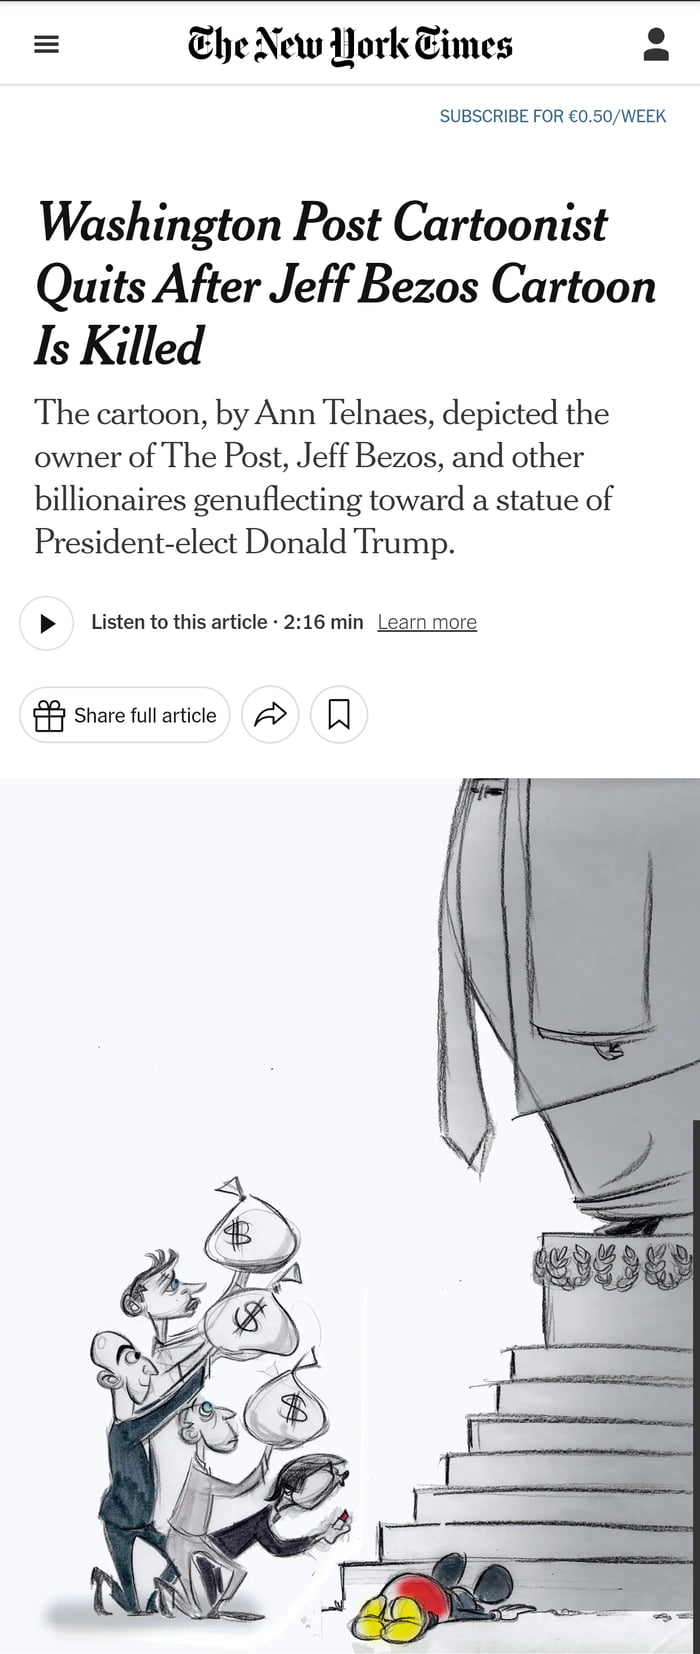 The New York Times
SUBSCRIBE FOR €0.50/WEEK
Washington Post Cartoonist
Quits After Jeff Bezos Cartoon
Is Killed
The cartoon, by Ann Telnaes, depicted the
owner of The Post, Jeff Bezos, and other
billionaires genuflecting toward a statue of
President-elect Donald Trump.
Listen to this article · 2:16 min Learn more
Share full article
$
$
$